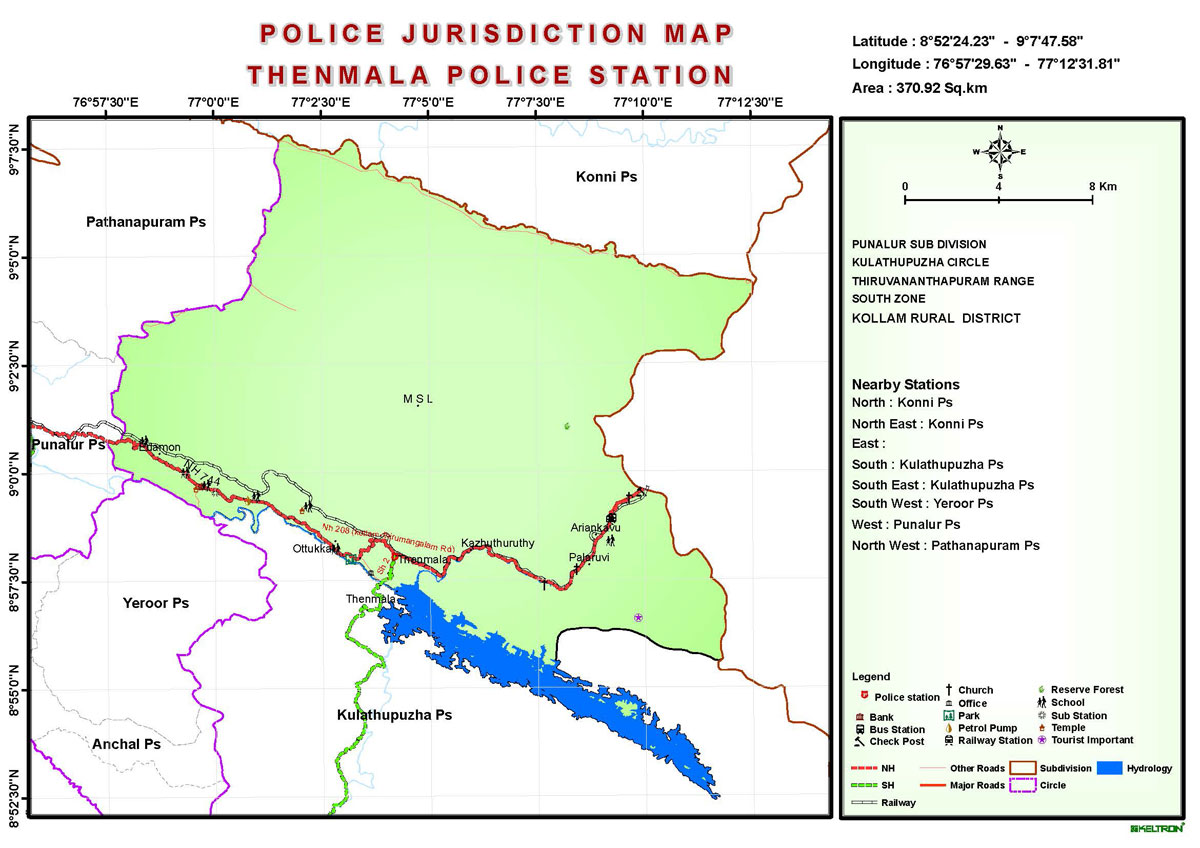 POLICE JURISDICTION MAP
THENMALA POLICE STATION
Latitude : 8°52'24.23" - 9°7'47.58"
Longitude : 76°57'29.63" - 77°12'31.81"
Area : 370.92 Sq.km
76°57'30"E
77°0'0"E
77°2'30"E
77°5'0"E
77°7'30"E
77°10'0"E
77°12'30"E
9°7'30"N
9°5'0"N
9°2'30"N
9°0'0"N
8°57'30"N
8°55'0"N
8°52'30"N
Konni Ps
Pathanapuram Ps
M S L
Punalur Ps
Edamon
NH 744
Ariankavu
Kazhuthuruthy
Ottukkal
Thenmala
Palaruvi
Thenmala
Yeroor Ps
Kulathupuzha Ps
Anchal Ps
N
W
E
S
0
4
8 Km
PUNALUR SUB DIVISION
KULATHUPUZHA CIRCLE
THIRUVANANTHAPURAM RANGE
SOUTH ZONE
KOLLAM RURAL DISTRICT
Nearby Stations
North : Konni Ps
North East : Konni Ps
East :
South : Kulathupuzha Ps
South East : Kulathupuzha Ps
South West : Yeroor Ps
West : Punalur Ps
North West : Pathanapuram Ps
Legend
Police station
Bank
Bus Station
Check Post
Church
Office
Park
Petrol Pump
Railway Station
Reserve Forest
School
Sub Station
Temple
Tourist Important
NH
SH
Railway
Other Roads
Major Roads
Subdivision
Circle
Hydrology
KELTRON